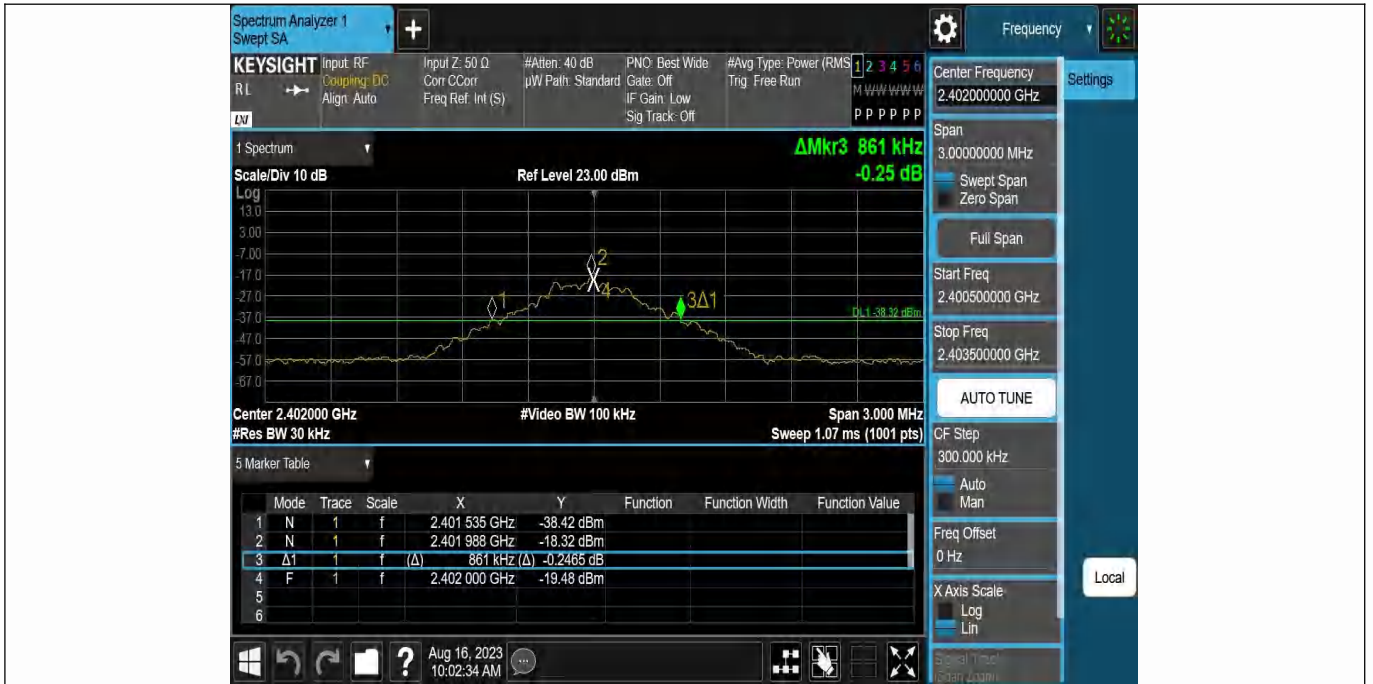 Spectrum Analyzer 1
Swept SA
+
Frequency
KEYSIGHT
RL
LXI
Input: RF
Coupling: DC
Align: Auto
Input Z: 50 Ω
Corr CCorr
Freq Ref: Int (S)
#Atten: 40 dB
µW Path: Standard
PNO: Best Wide
Gate: Off
IF Gain: Low
Sig Track: Off
#Avg Type: Power (RMS
Trig: Free Run
1 2 3 4 5 6
M W W W W W
P P P P P P
1 Spectrum
ΔMkr3 861 kHz
-0.25 dB
Scale/Div 10 dB
Ref Level 23.00 dBm
Log
13.0
3.00
-7.00
-17.0
-27.0
-37.0
-47.0
-57.0
-67.0
1
2
4
3Δ1
DL1 -38.32 dBm
Center 2.402000 GHz
#Video BW 100 kHz
Span 3.000 MHz
#Res BW 30 kHz
Sweep 1.07 ms (1001 pts)
5 Marker Table
Mode Trace Scale X Y Function Function Width Function Value
1 N 1 f 2.401 535 GHz -38.42 dBm
2 N 1 f 2.401 988 GHz -18.32 dBm
3 Δ1 1 f (Δ) 861 kHz (Δ) -0.2465 dB
4 F 1 f 2.402 000 GHz -19.48 dBm
5
6
?
Aug 16, 2023
10:02:34 AM
Center Frequency
2.402000000 GHz
Settings
Span
3.00000000 MHz
Swept Span
Zero Span
Full Span
Start Freq
2.400500000 GHz
Stop Freq
2.403500000 GHz
AUTO TUNE
CF Step
300.000 kHz
Auto
Man
Freq Offset
0 Hz
X Axis Scale
Log
Lin
Local
Signal Track
(Span Zoom)